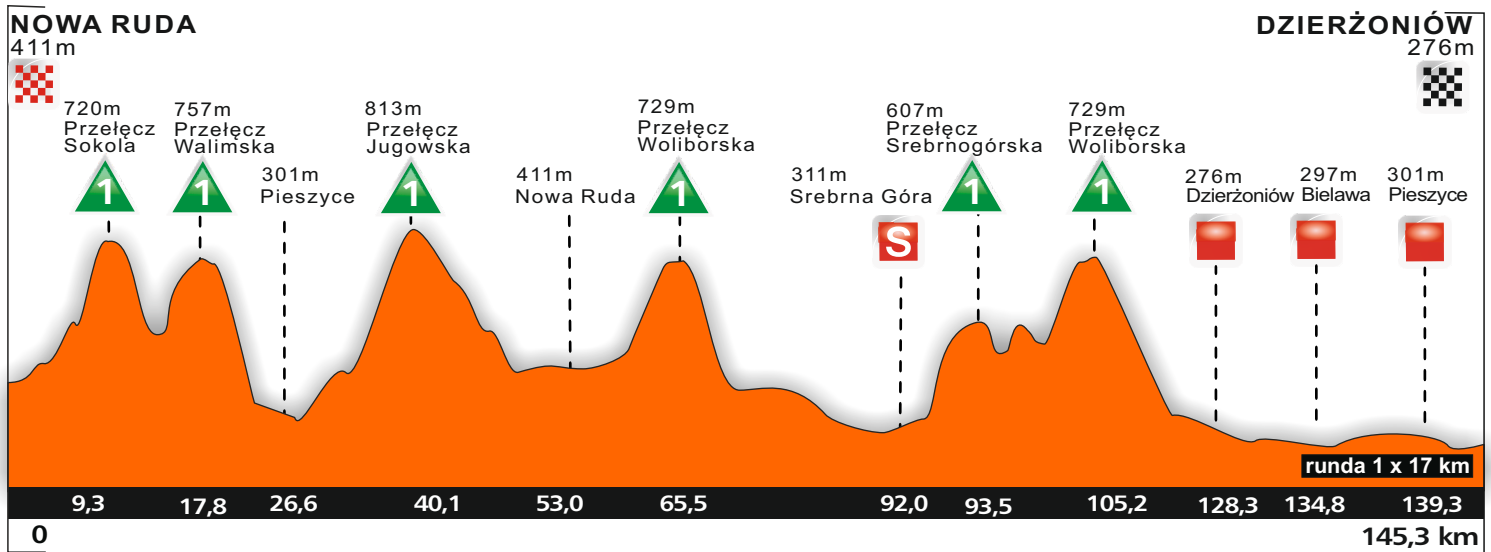 NOWA RUDA
411m
DZIERŻONIÓW
276m
720m
Przełęcz
Sokola
1
757m
Przełęcz
Walimska
1
301m
Pieszyce
813m
Przełęcz
Jugowska
1
411m
Nowa Ruda
729m
Przełęcz
Woliborska
1
311m
Srebrna Góra
S
607m
Przełęcz
Srebrnogórska
1
729m
Przełęcz
Woliborska
1
276m
Dzierżoniów
297m
Bielawa
301m
Pieszyce
runda 1 x 17 km
9,3 17,8 26,6 40,1 53,0 65,5 92,0 93,5 105,2 128,3 134,8 139,3
0 145,3 km